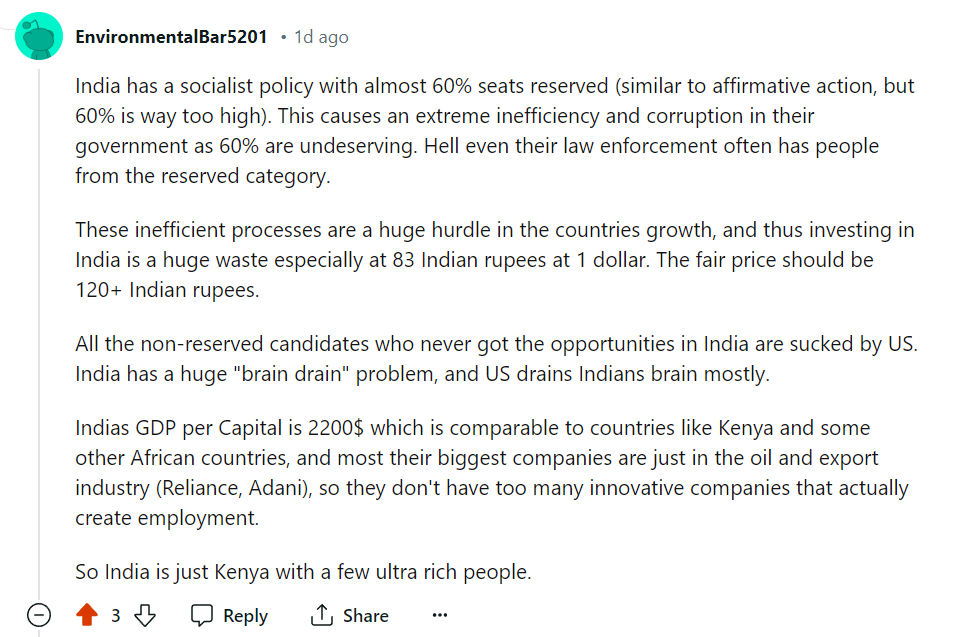 EnvironmentalBar5201 • 1d ago
India has a socialist policy with almost 60% seats reserved (similar to affirmative action, but
60% is way too high). This causes an extreme inefficiency and corruption in their
government as 60% are undeserving. Hell even their law enforcement often has people
from the reserved category.
These inefficient processes are a huge hurdle in the countries growth, and thus investing in
India is a huge waste especially at 83 Indian rupees at 1 dollar. The fair price should be
120+ Indian rupees.
All the non-reserved candidates who never got the opportunities in India are sucked by US.
India has a huge "brain drain" problem, and US drains Indians brain mostly.
Indias GDP per Capital is 2200$ which is comparable to countries like Kenya and some
other African countries, and most their biggest companies are just in the oil and export
industry (Reliance, Adani), so they don't have too many innovative companies that actually
create employment.
So India is just Kenya with a few ultra rich people.
3 Reply Share ···